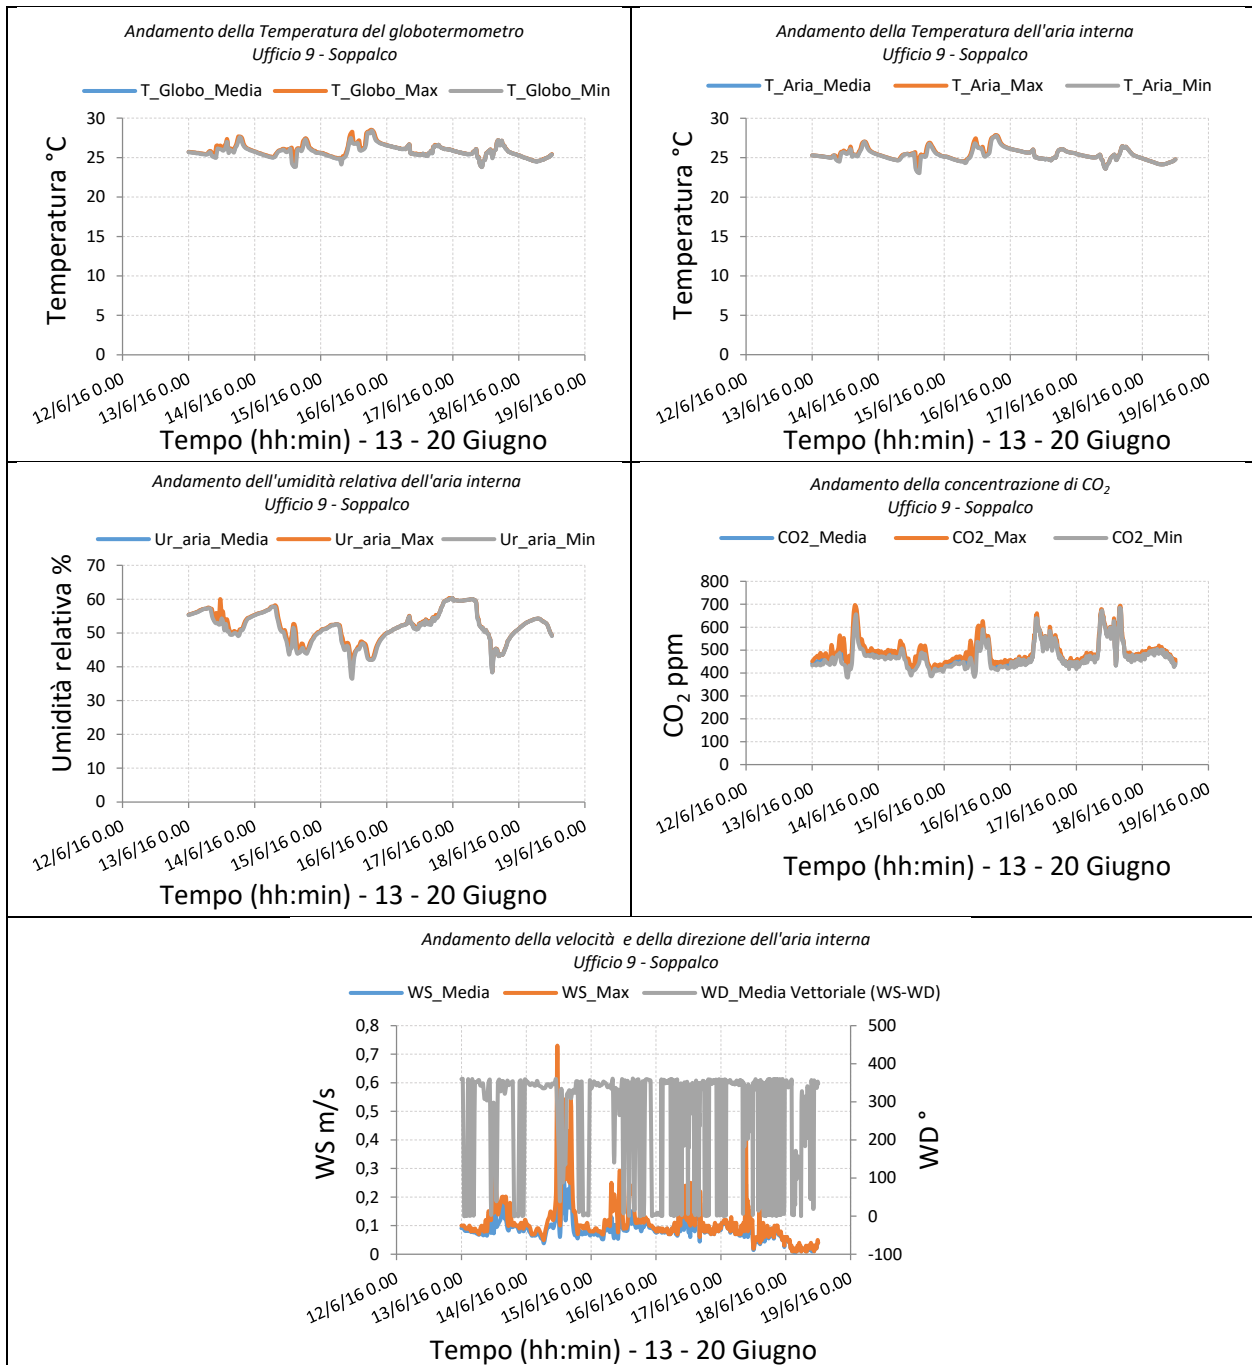 Andamento della Temperatura del globotermometro
Ufficio 9 - Soppalco
T_Globo_Media T_Globo_Max T_Globo_Min
Temperatura °C
30
25
20
15
10
5
0
12/6/16 0.00 13/6/16 0.00 14/6/16 0.00 15/6/16 0.00 16/6/16 0.00 17/6/16 0.00 18/6/16 0.00 19/6/16 0.00
Tempo (hh:min) - 13 - 20 Giugno
Andamento della Temperatura dell'aria interna
Ufficio 9 - Soppalco
T_Aria_Media T_Aria_Max T_Aria_Min
Temperatura °C
30
25
20
15
10
5
0
12/6/16 0.00 13/6/16 0.00 14/6/16 0.00 15/6/16 0.00 16/6/16 0.00 17/6/16 0.00 18/6/16 0.00 19/6/16 0.00
Tempo (hh:min) - 13 - 20 Giugno
Andamento dell'umidità relativa dell'aria interna
Ufficio 9 - Soppalco
Ur_aria_Media Ur_aria_Max Ur_aria_Min
Umidità relativa %
70
60
50
40
30
20
10
0
12/6/16 0.00 13/6/16 0.00 14/6/16 0.00 15/6/16 0.00 16/6/16 0.00 17/6/16 0.00 18/6/16 0.00 19/6/16 0.00
Tempo (hh:min) - 13 - 20 Giugno
Andamento della concentrazione di CO₂
Ufficio 9 - Soppalco
CO2_Media CO2_Max CO2_Min
CO₂ ppm
800
700
600
500
400
300
200
100
0
12/6/16 0.00 13/6/16 0.00 14/6/16 0.00 15/6/16 0.00 16/6/16 0.00 17/6/16 0.00 18/6/16 0.00 19/6/16 0.00
Tempo (hh:min) - 13 - 20 Giugno
Andamento della velocità  e della direzione dell'aria interna
Ufficio 9 - Soppalco
WS_Media WS_Max WD_Media Vettoriale (WS-WD)
WS m/s
0,8
0,7
0,6
0,5
0,4
0,3
0,2
0,1
0
500
400
300
200
100
0
-100
WD °
12/6/16 0.00 13/6/16 0.00 14/6/16 0.00 15/6/16 0.00 16/6/16 0.00 17/6/16 0.00 18/6/16 0.00 19/6/16 0.00
Tempo (hh:min) - 13 - 20 Giugno